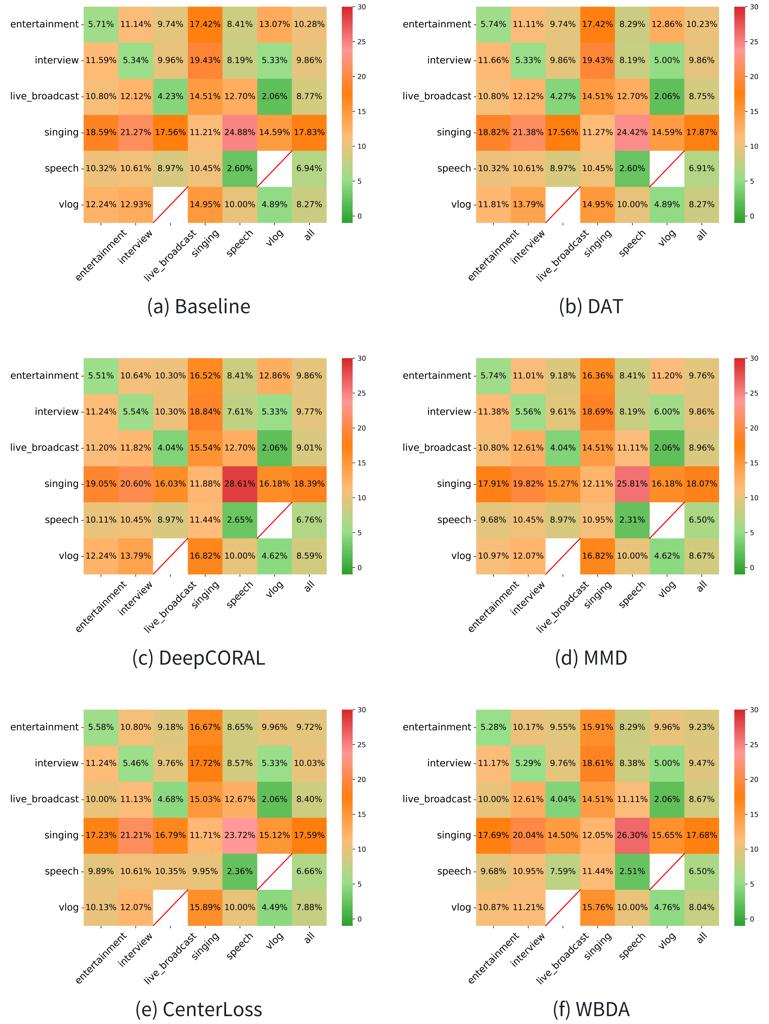 entertainment 5.71% 11.14% 9.74% 17.42% 8.41% 13.07% 10.28%
interview 11.59% 5.34% 9.96% 19.43% 8.19% 5.33% 9.86%
live_broadcast 10.80% 12.12% 4.23% 14.51% 12.70% 2.06% 8.77%
singing 18.59% 21.27% 17.56% 11.21% 24.88% 14.59% 17.83%
speech 10.32% 10.61% 8.97% 10.45% 2.60% 6.94%
vlog 12.24% 12.93% 14.95% 10.00% 4.89% 8.27%
entertainment interview live_broadcast singing speech vlog all
30
25
20
15
10
5
0
(a) Baseline
entertainment 5.74% 11.11% 9.74% 17.42% 8.29% 12.86% 10.23%
interview 11.66% 5.33% 9.86% 19.43% 8.19% 5.00% 9.86%
live_broadcast 10.80% 12.12% 4.27% 14.51% 12.70% 2.06% 8.75%
singing 18.82% 21.38% 17.56% 11.27% 24.42% 14.59% 17.87%
speech 10.32% 10.61% 8.97% 10.45% 2.60% 6.91%
vlog 11.81% 13.79% 14.95% 10.00% 4.89% 8.27%
entertainment interview live_broadcast singing speech vlog all
30
25
20
15
10
5
0
(b) DAT
entertainment 5.51% 10.64% 10.30% 16.52% 8.41% 12.86% 9.86%
interview 11.24% 5.54% 10.30% 18.84% 7.61% 5.33% 9.77%
live_broadcast 11.20% 11.82% 4.04% 15.54% 12.70% 2.06% 9.01%
singing 19.05% 20.60% 16.03% 11.88% 28.61% 16.18% 18.39%
speech 10.11% 10.45% 8.97% 11.44% 2.65% 6.76%
vlog 12.24% 13.79% 16.82% 10.00% 4.62% 8.59%
entertainment interview live_broadcast singing speech vlog all
30
25
20
15
10
5
0
(c) DeepCORAL
entertainment 5.74% 11.01% 9.18% 16.36% 8.41% 11.20% 9.76%
interview 11.38% 5.56% 9.61% 18.69% 8.19% 6.00% 9.86%
live_broadcast 10.80% 12.61% 4.04% 14.51% 11.11% 2.06% 8.96%
singing 17.91% 19.82% 15.27% 12.11% 25.81% 16.18% 18.07%
speech 9.68% 10.45% 8.97% 10.95% 2.31% 6.50%
vlog 10.97% 12.07% 16.82% 10.00% 4.62% 8.67%
entertainment interview live_broadcast singing speech vlog all
30
25
20
15
10
5
0
(d) MMD
entertainment 5.58% 10.80% 9.18% 16.67% 8.65% 9.96% 9.72%
interview 11.24% 5.46% 9.76% 17.72% 8.57% 5.33% 10.03%
live_broadcast 10.00% 11.13% 4.68% 15.03% 12.67% 2.06% 8.40%
singing 17.23% 21.21% 16.79% 11.71% 23.72% 15.12% 17.59%
speech 9.89% 10.61% 10.35% 9.95% 2.36% 6.66%
vlog 10.13% 12.07% 15.89% 10.00% 4.49% 7.88%
entertainment interview live_broadcast singing speech vlog all
30
25
20
15
10
5
0
(e) CenterLoss
entertainment 5.28% 10.17% 9.55% 15.91% 8.29% 9.96% 9.23%
interview 11.17% 5.29% 9.76% 18.61% 8.38% 5.00% 9.47%
live_broadcast 10.00% 12.61% 4.04% 14.51% 11.11% 2.06% 8.67%
singing 17.69% 20.04% 14.50% 12.05% 26.30% 15.65% 17.68%
speech 9.68% 10.95% 7.59% 11.44% 2.51% 6.50%
vlog 10.87% 11.21% 15.76% 10.00% 4.76% 8.04%
entertainment interview live_broadcast singing speech vlog all
30
25
20
15
10
5
0
(f) WBDA